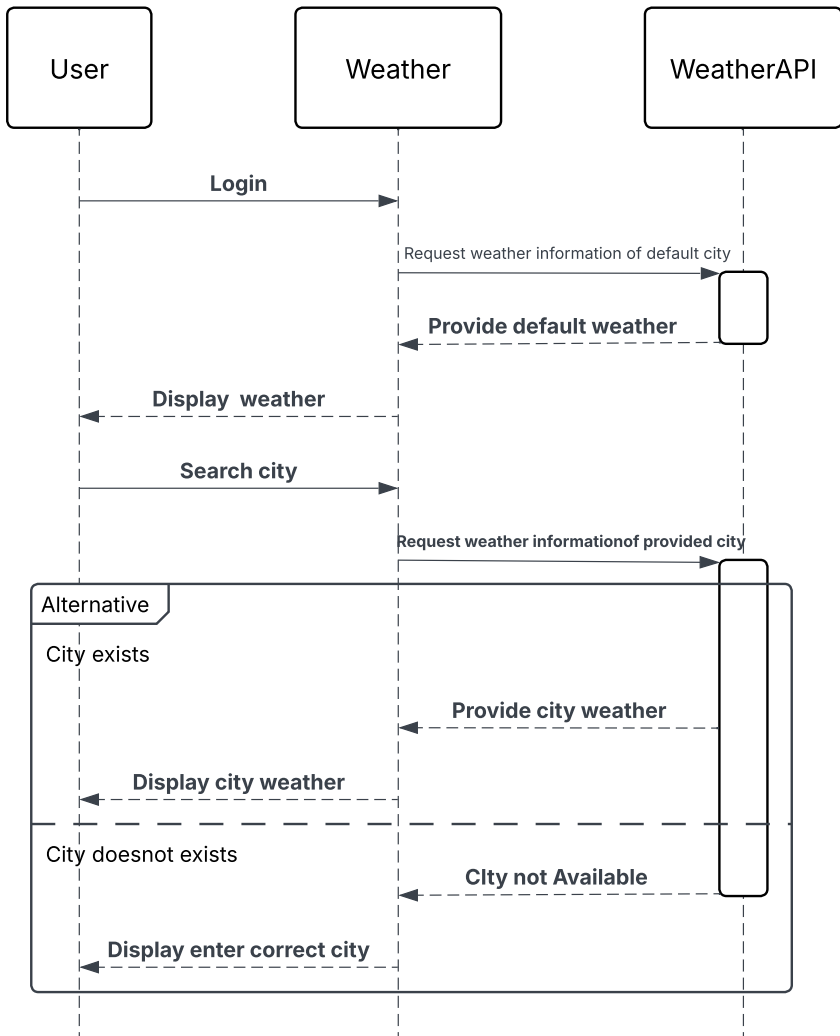 User
Weather
WeatherAPI
Login
Request weather information of default city
Provide default weather
Display  weather
Search city
Request weather informationof provided city
Alternative
City exists
Provide city weather
Display city weather
City doesnot exists
CIty not Available
Display enter correct city